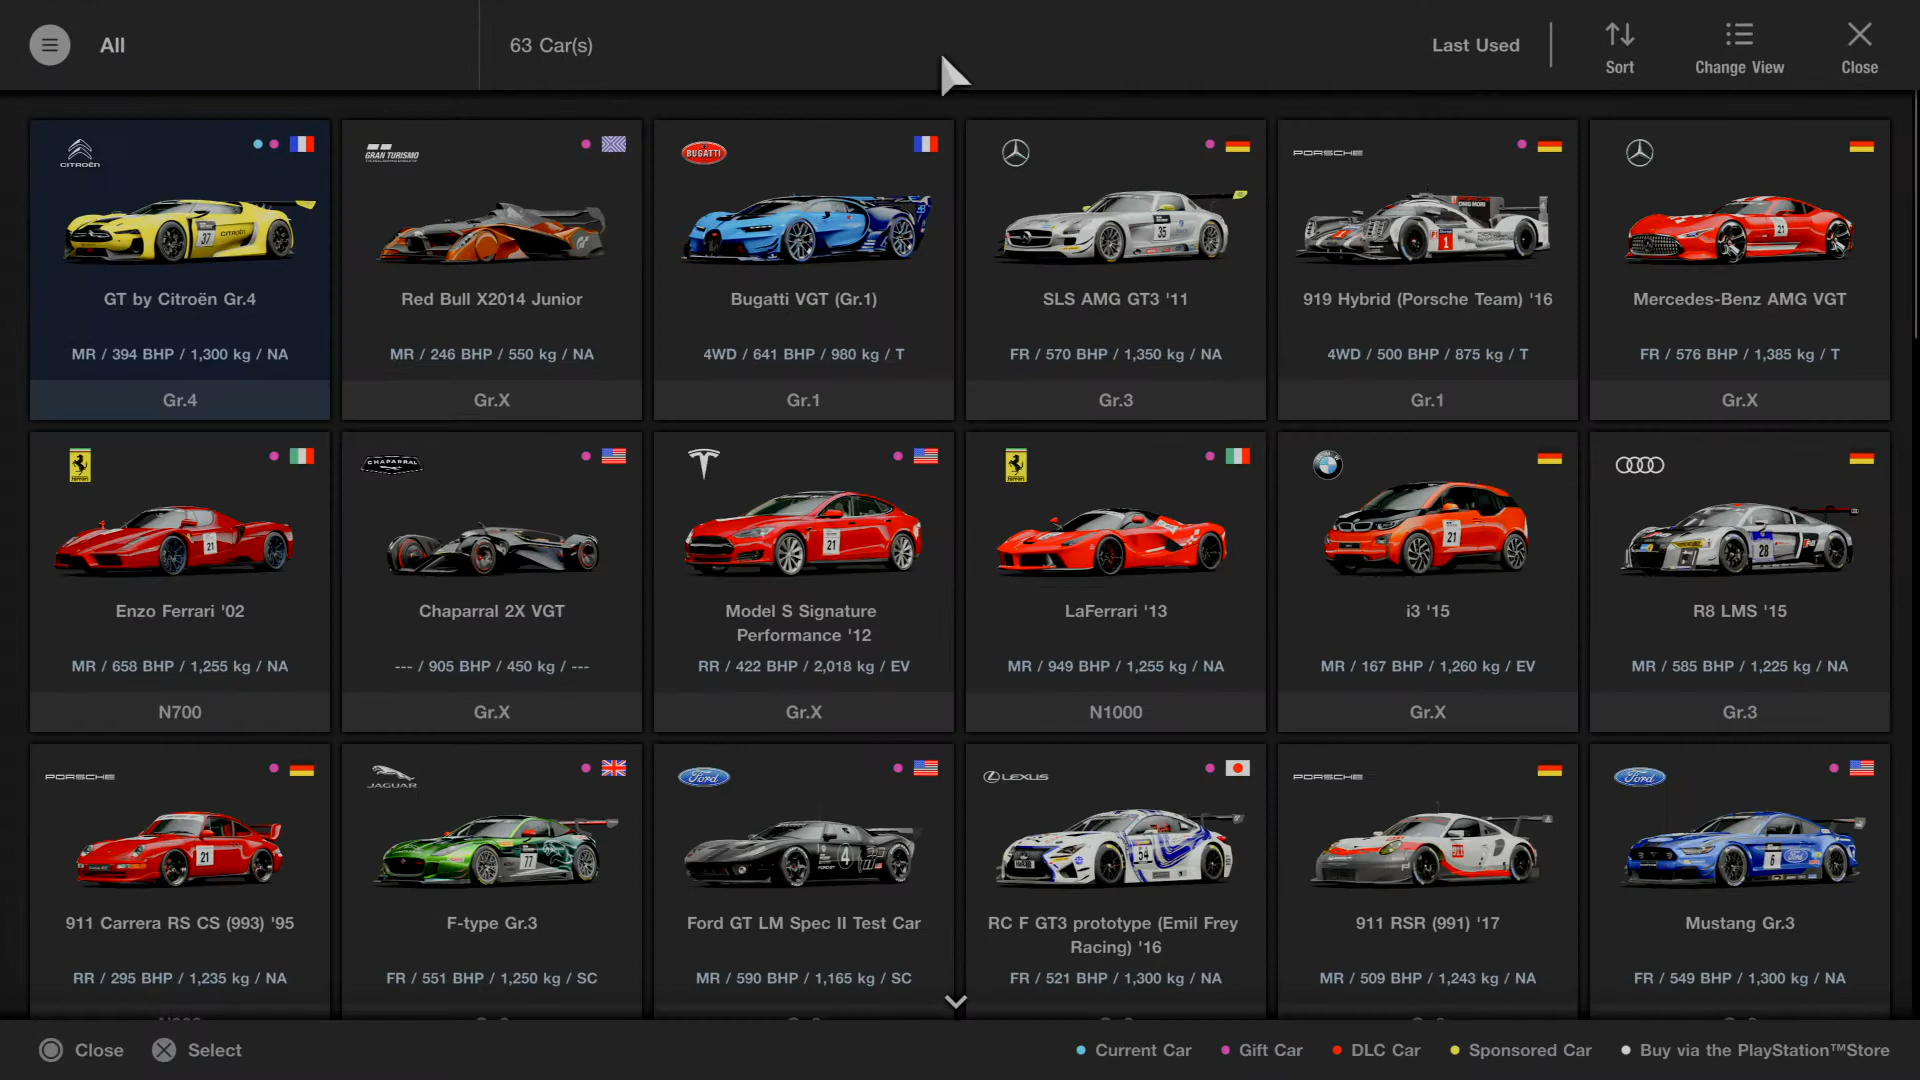 All
63 Car(s)
Last Used
Sort
Change View
Close
CITROËN
GT by Citroën Gr.4
MR / 394 BHP / 1,300 kg / NA
Gr.4
GRAN TURISMO
Red Bull X2014 Junior
MR / 246 BHP / 550 kg / NA
Gr.X
BUGATTI
Bugatti VGT (Gr.1)
4WD / 641 BHP / 980 kg / T
Gr.1
SLS AMG GT3 '11
FR / 570 BHP / 1,350 kg / NA
Gr.3
PORSCHE
919 Hybrid (Porsche Team) '16
4WD / 500 BHP / 875 kg / T
Gr.1
Mercedes-Benz AMG VGT
FR / 576 BHP / 1,385 kg / T
Gr.X
Enzo Ferrari '02
MR / 658 BHP / 1,255 kg / NA
N700
CHAPARRAL
Chaparral 2X VGT
--- / 905 BHP / 450 kg / ---
Gr.X
Model S Signature
Performance '12
RR / 422 BHP / 2,018 kg / EV
Gr.X
LaFerrari '13
MR / 949 BHP / 1,255 kg / NA
N1000
i3 '15
MR / 167 BHP / 1,260 kg / EV
Gr.X
R8 LMS '15
MR / 585 BHP / 1,225 kg / NA
Gr.3
PORSCHE
911 Carrera RS CS (993) '95
RR / 295 BHP / 1,235 kg / NA
JAGUAR
F-type Gr.3
FR / 551 BHP / 1,250 kg / SC
Ford
Ford GT LM Spec II Test Car
MR / 590 BHP / 1,165 kg / SC
LEXUS
RC F GT3 prototype (Emil Frey
Racing) '16
FR / 521 BHP / 1,300 kg / NA
PORSCHE
911 RSR (991) '17
MR / 509 BHP / 1,243 kg / NA
Ford
Mustang Gr.3
FR / 549 BHP / 1,300 kg / NA
Close
Select
Current Car
Gift Car
DLC Car
Sponsored Car
Buy via the PlayStation™Store